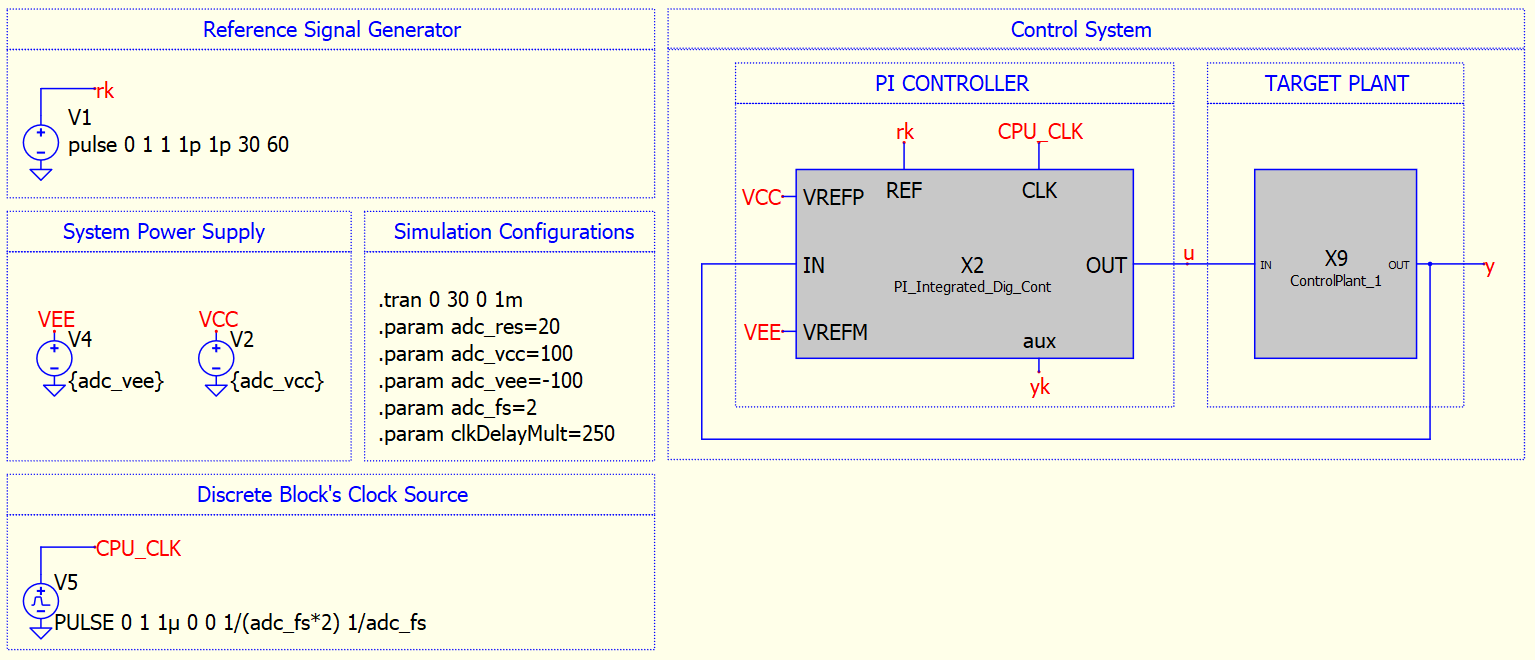 Reference Signal Generator
rk
V1
pulse 0 1 1 1p 1p 30 60
System Power Supply
VEE
V4
{adc_vee}
VCC
V2
{adc_vcc}
Simulation Configurations
.tran 0 30 0 1m
.param adc_res=20
.param adc_vcc=100
.param adc_vee=-100
.param adc_fs=2
.param clkDelayMult=250
Discrete Block's Clock Source
CPU_CLK
V5
PULSE 0 1 1µ 0 0 1/(adc_fs*2) 1/adc_fs
Control System
PI CONTROLLER
rk
CPU_CLK
VCC
VREFP
REF
CLK
IN
X2
PI_Integrated_Dig_Cont
OUT
VEE
VREFM
aux
yk
u
TARGET PLANT
IN
X9
ControlPlant_1
OUT
y